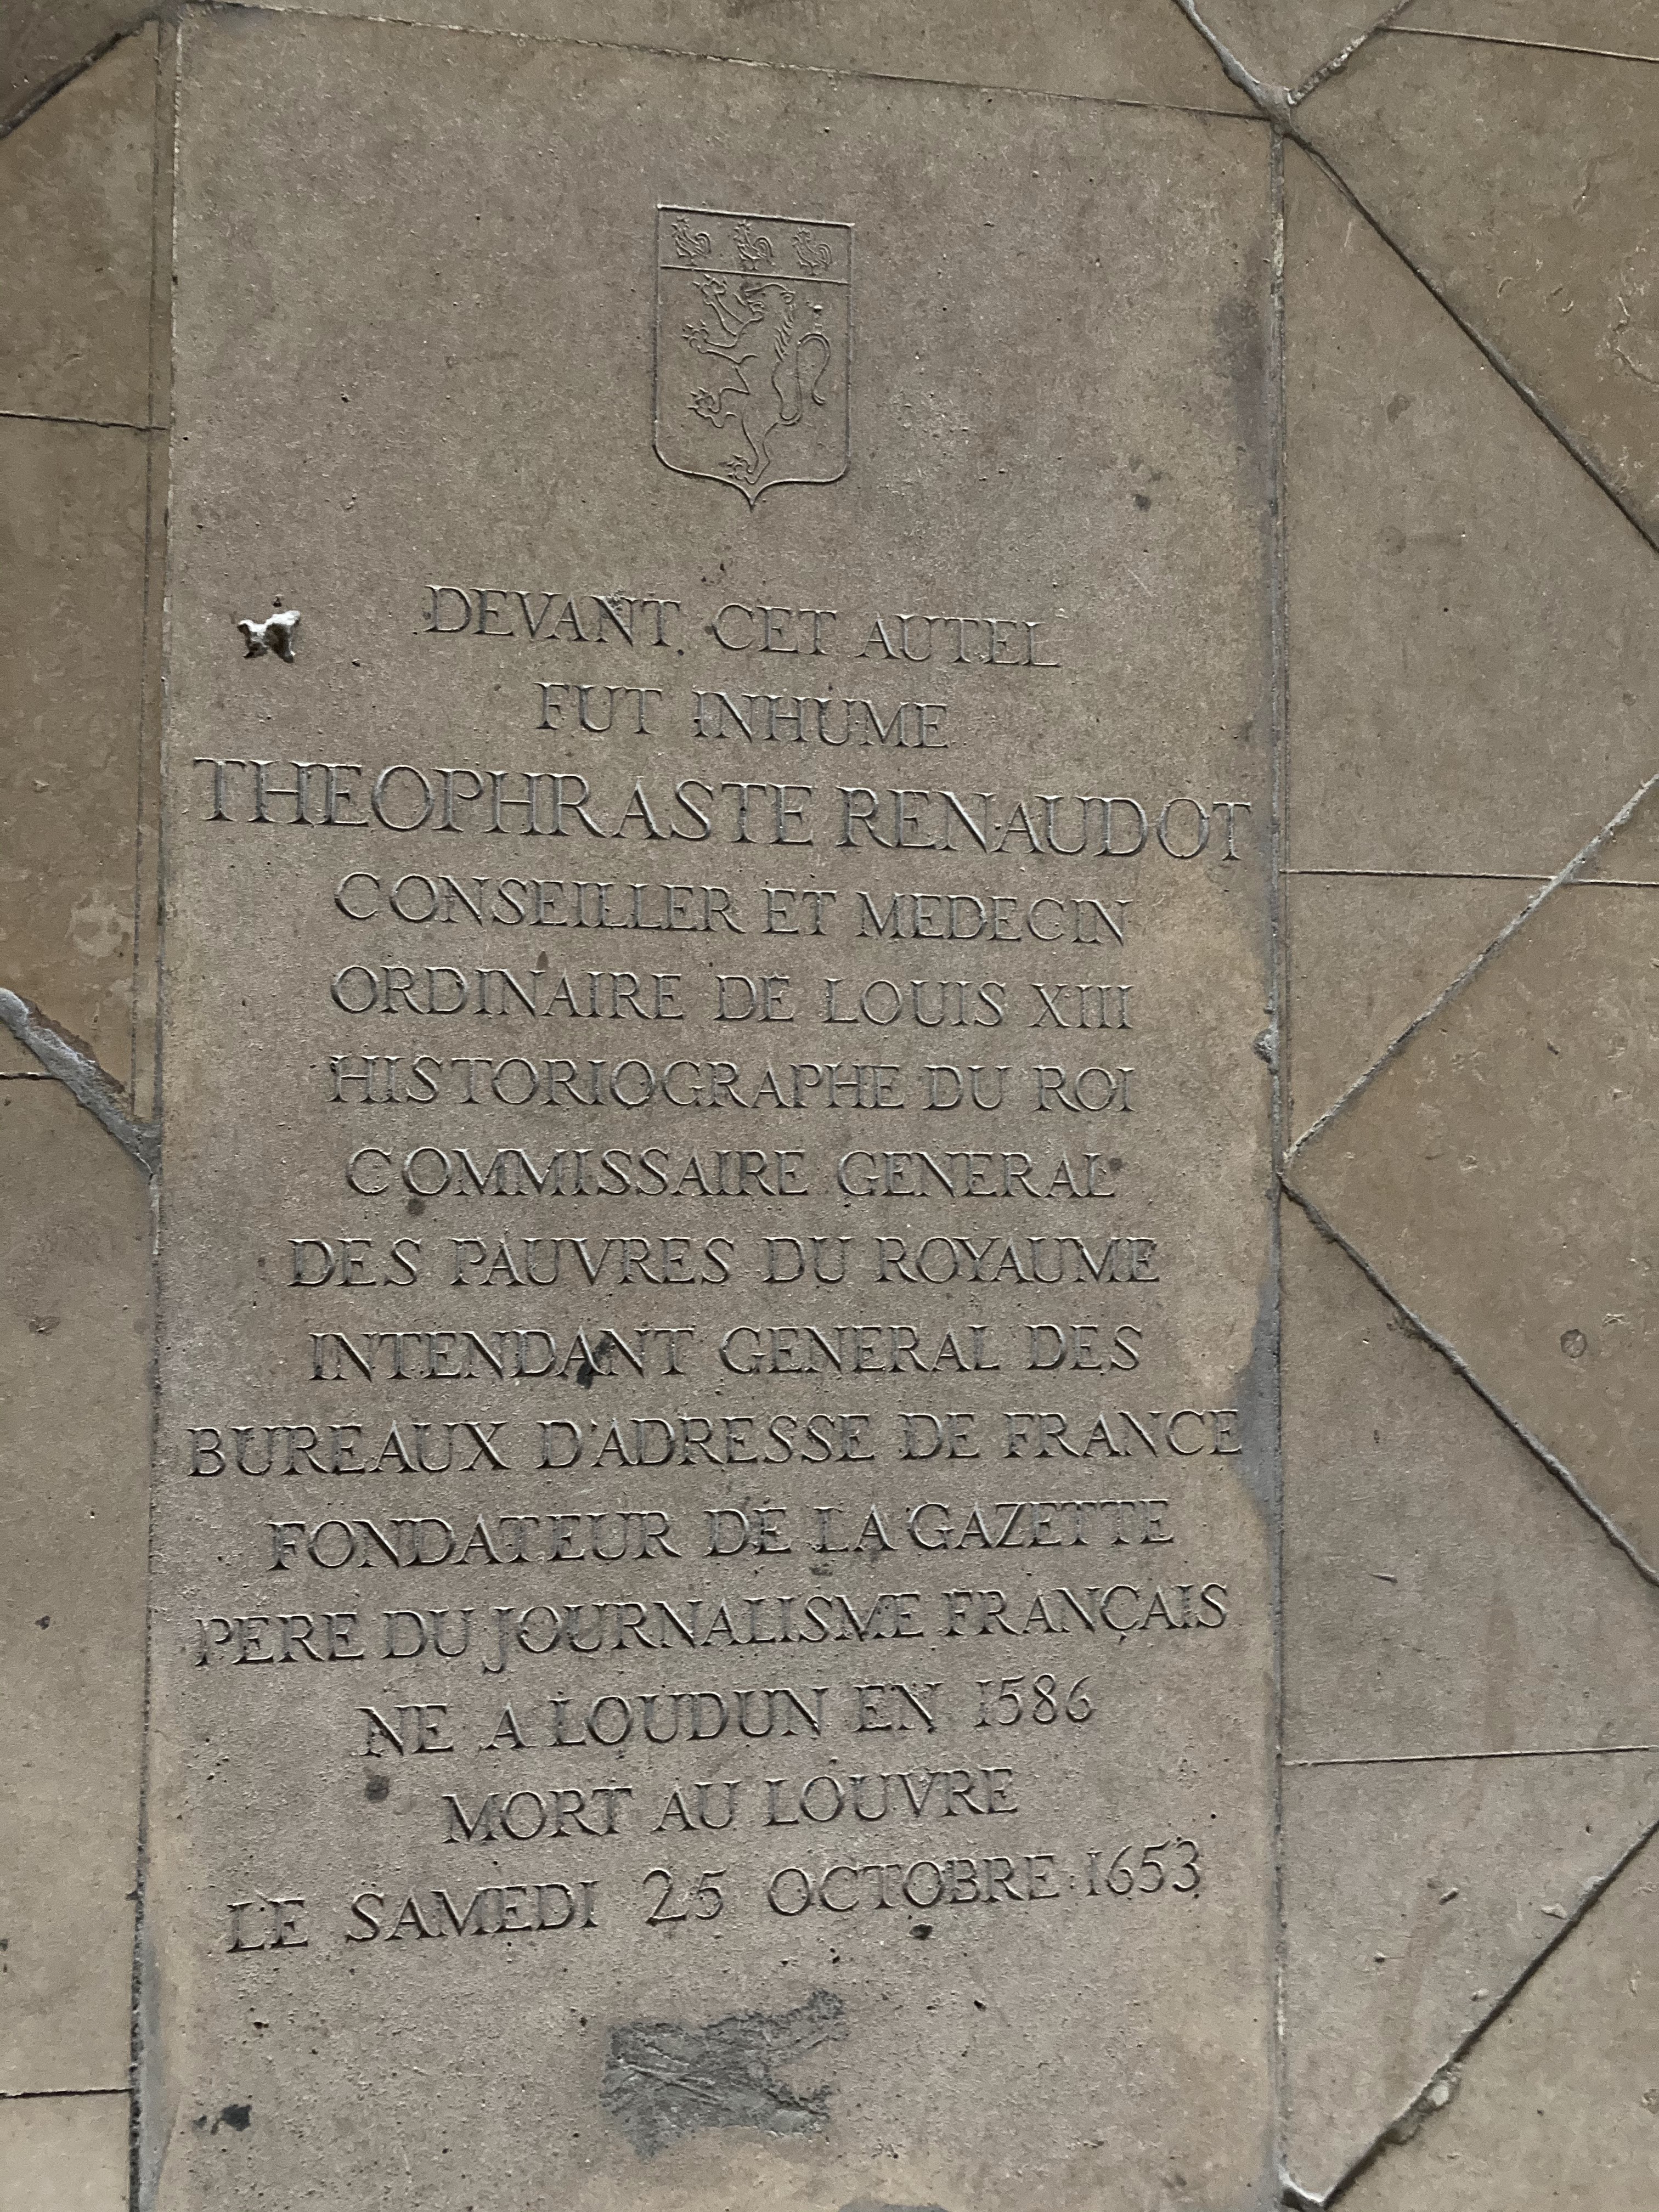 DEVANT CET AUTEL
FUT INHUME
THEOPHRASTE RENAUDOT
CONSEILLER ET MEDECIN
ORDINAIRE DE LOUIS XIII
HISTORIOGRAPHE DU ROI
COMMISSAIRE GENERAL
DES PAUVRES DU ROYAUME
INTENDANT GENERAL DES
BUREAUX D'ADRESSE DE FRANCE
FONDATEUR DE LA GAZETTE
PERE DU JOURNALISME FRANÇAIS
NE A LOUDUN EN 1586
MORT AU LOUVRE
LE SAMEDI 25 OCTOBRE 1653